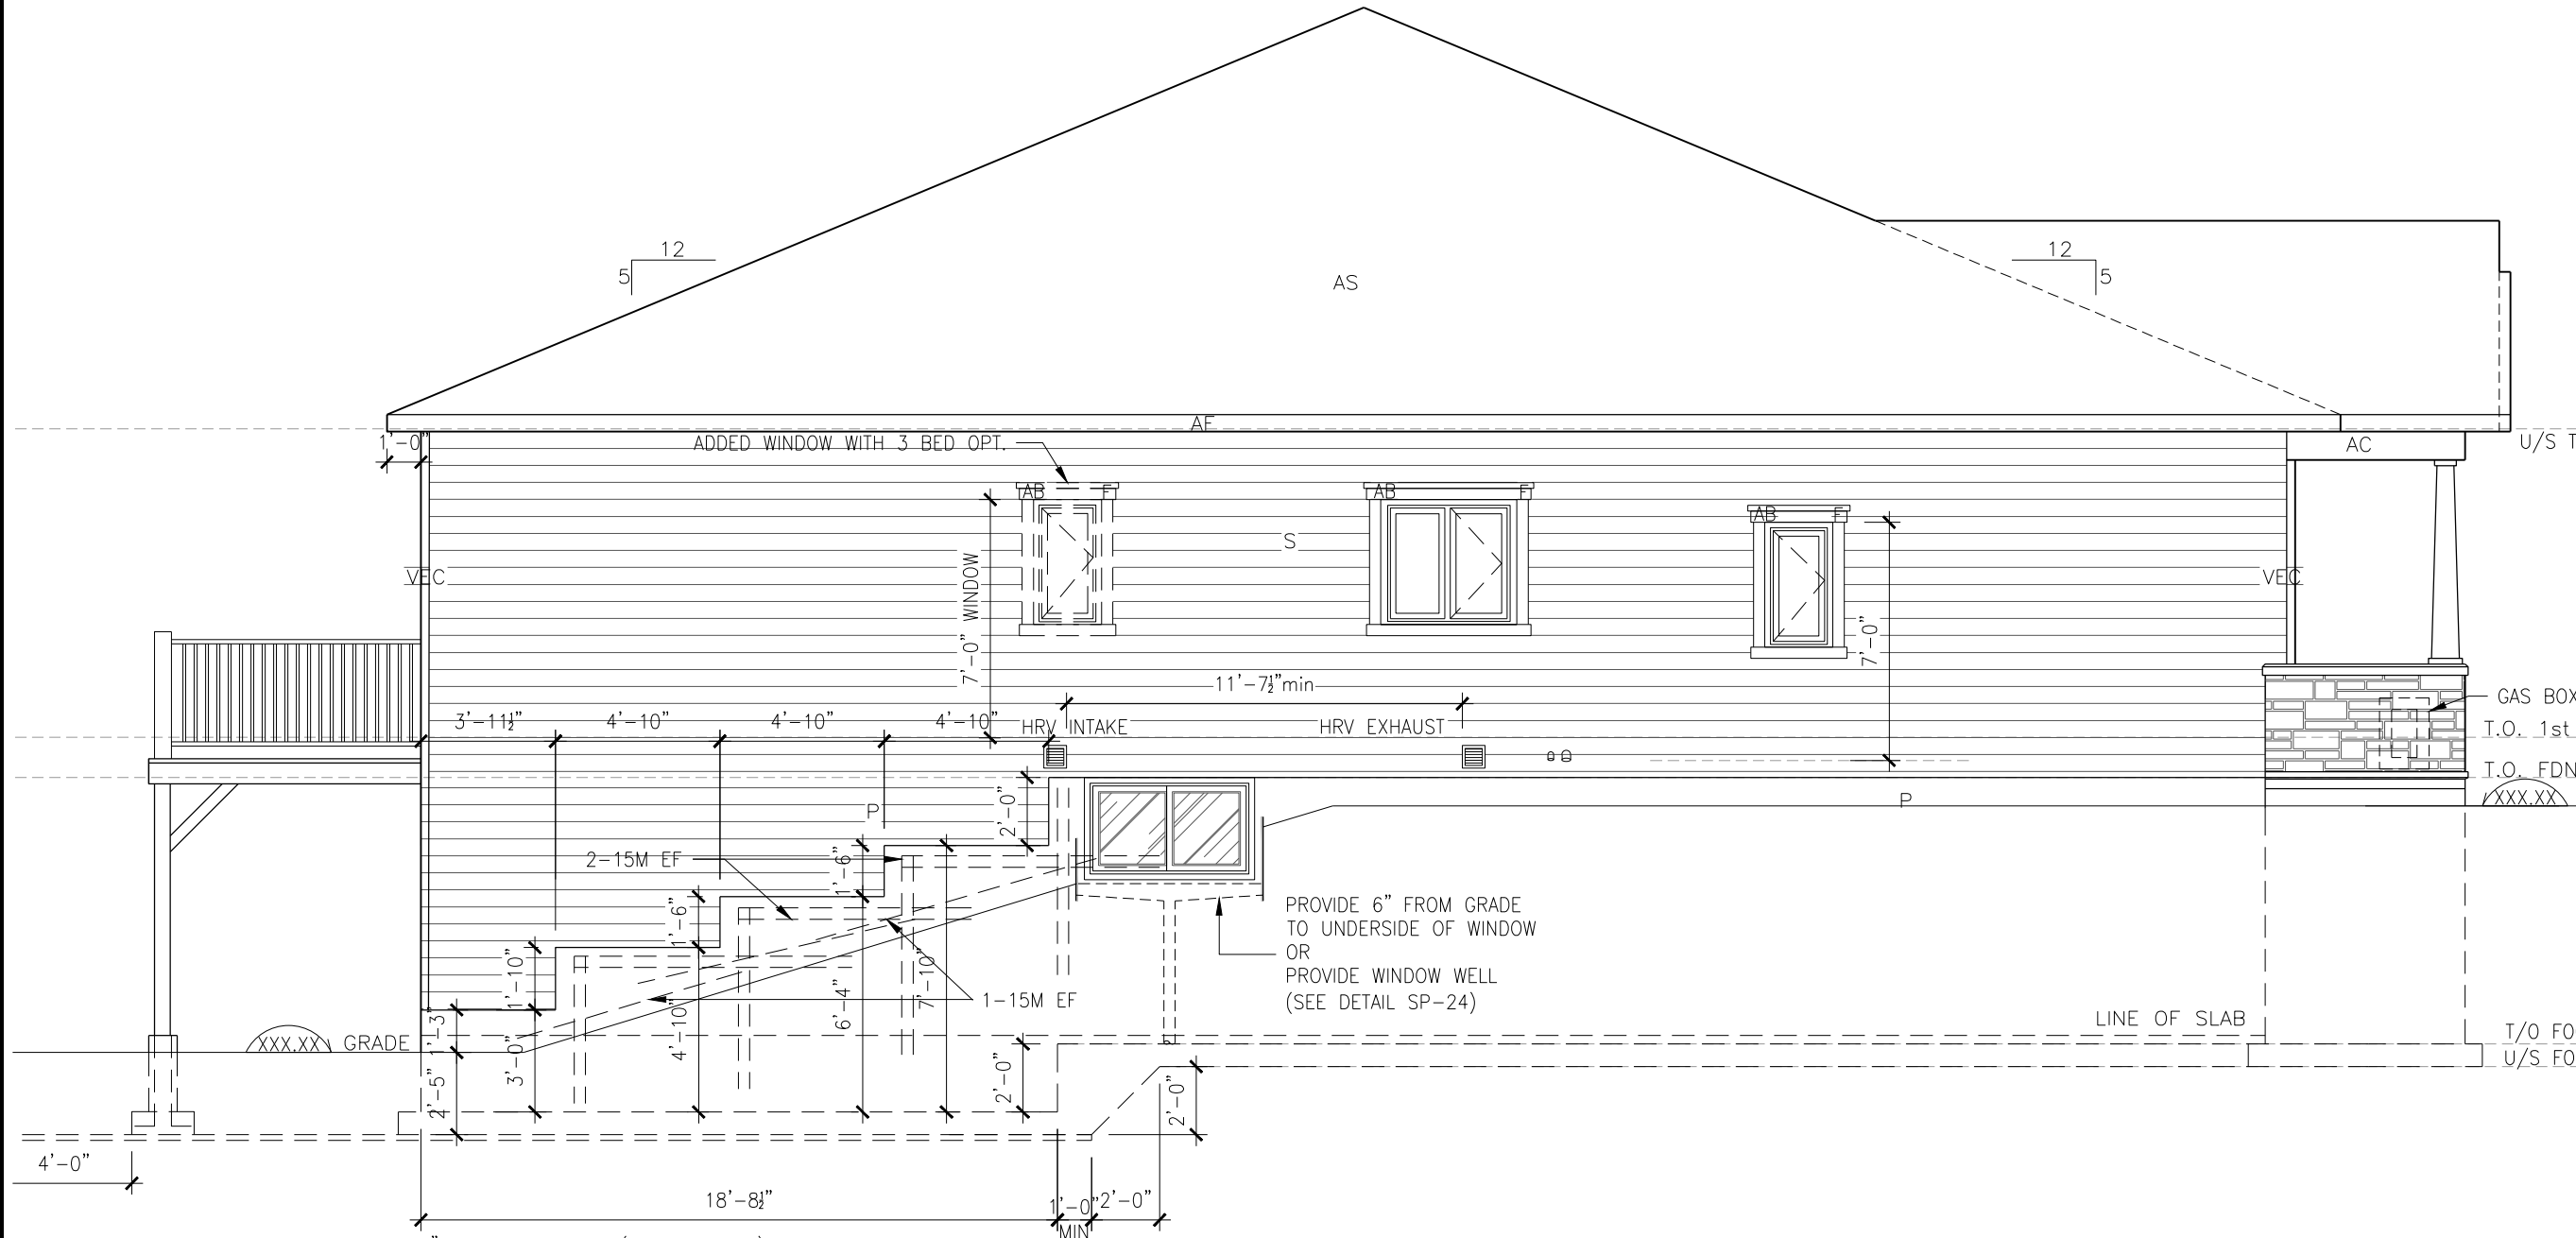 12
5
12
5
AS
AF
1'-0"
ADDED WINDOW WITH 3 BED OPT.
AC
U/S T
AB F
AB F
AB F
S
VEC
VEC
7'-0" WINDOW
7'-0"
11'-7½"min
GAS BOX
3'-11½"
4'-10"
4'-10"
4'-10"
HRV INTAKE
HRV EXHAUST
T.O. 1st
T.O. FDN
XXX.XX
P
P
2'-0"
2-15M EF
1'-6"
1'-6"
1'-10"
PROVIDE 6" FROM GRADE
TO UNDERSIDE OF WINDOW
OR
PROVIDE WINDOW WELL
(SEE DETAIL SP-24)
1-15M EF
7'-10"
6'-4"
4'-10"
3'-0"
1'-3"
2'-5"
XXX.XX
GRADE
LINE OF SLAB
T/O FO
U/S FO
2'-0"
2'-0"
4'-0"
18'-8½"
1'-0"
MIN
2'-0"